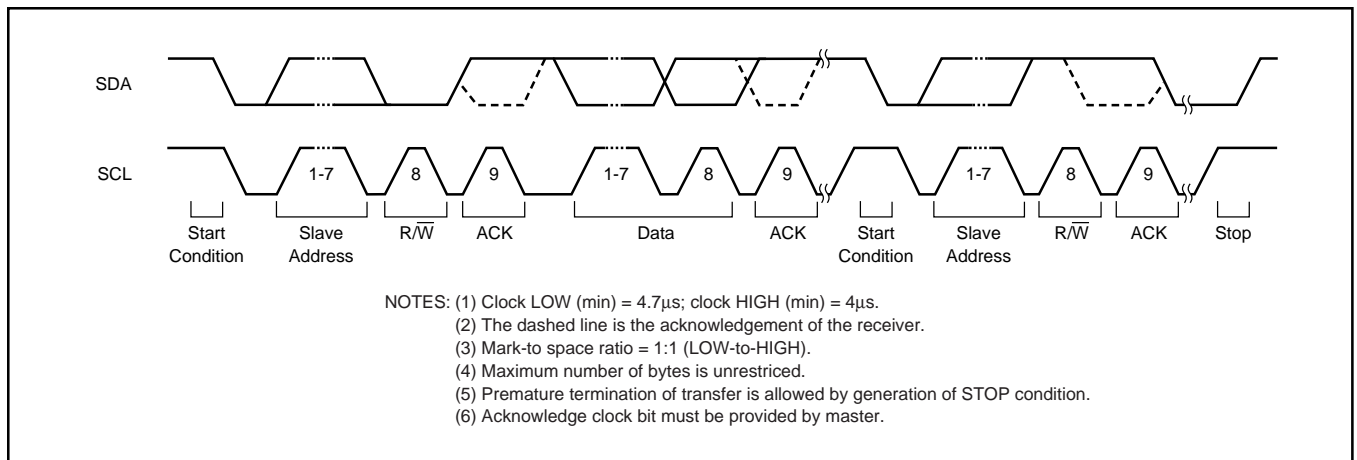 SDA
SCL
1-7 8 9 1-7 8 9 1-7 8 9
Start Condition
Slave Address
R/W̅
ACK
Data
ACK
Start Condition
Slave Address
R/W̅
ACK
Stop
NOTES: (1) Clock LOW (min) = 4.7µs; clock HIGH (min) = 4µs.
(2) The dashed line is the acknowledgement of the receiver.
(3) Mark-to space ratio = 1:1 (LOW-to-HIGH).
(4) Maximum number of bytes is unrestriced.
(5) Premature termination of transfer is allowed by generation of STOP condition.
(6) Acknowledge clock bit must be provided by master.